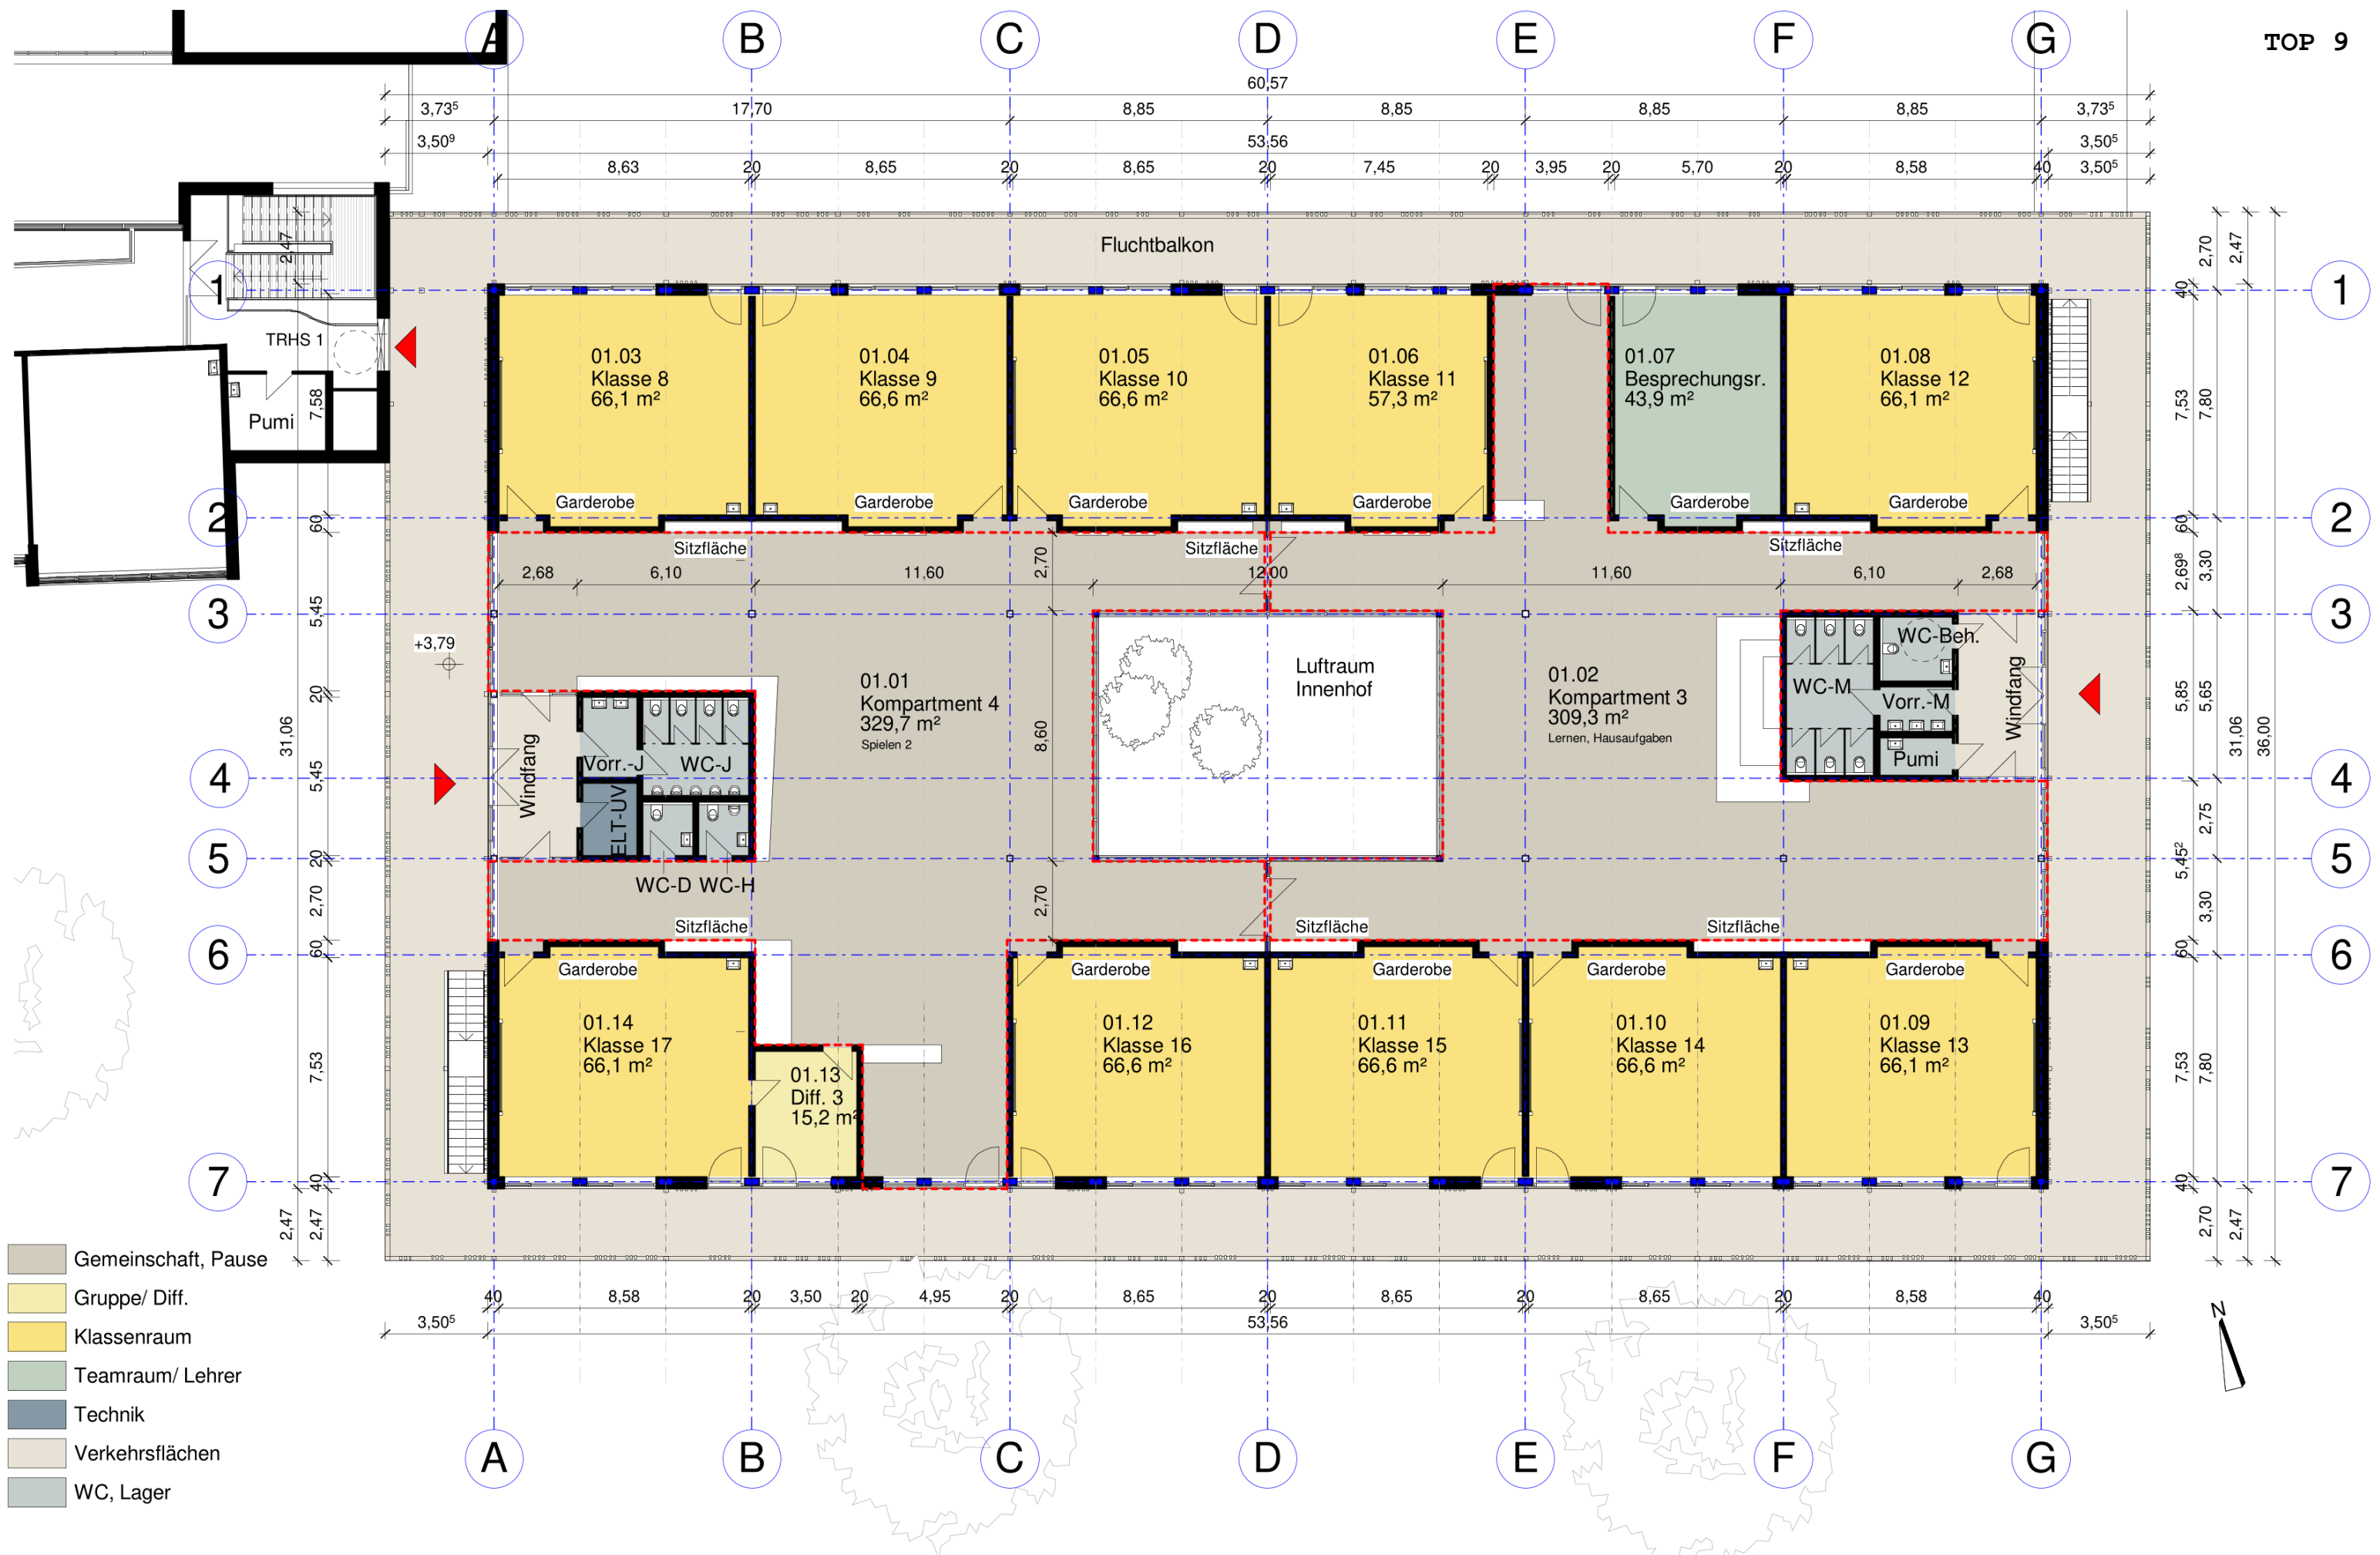 A B C D E F G
TOP 9
60,57
3,73⁵ 17,70 8,85 8,85 8,85 8,85 3,73⁵
3,50⁹ 53,56 3,50⁵
8,63 20 8,65 20 8,65 20 7,45 20 3,95 20 5,70 20 8,58 40 3,50⁵
Fluchtbalkon
2,47
2,70
2,47
1
1
40
TRHS 1
Pumi
7,58
01.03
Klasse 8
66,1 m²
01.04
Klasse 9
66,6 m²
01.05
Klasse 10
66,6 m²
01.06
Klasse 11
57,3 m²
01.07
Besprechungsr.
43,9 m²
01.08
Klasse 12
66,1 m²
7,53
7,80
Garderobe
Garderobe
Garderobe
Garderobe
Garderobe
Garderobe
2
2
60
60
Sitzfläche
Sitzfläche
Sitzfläche
2,70
2,68 6,10 11,60 12,00 11,60 6,10 2,68
2,69⁸
3,30
3
3
5,45
+3,79
01.01
Kompartment 4
329,7 m²
Spielen 2
Luftraum
Innenhof
01.02
Kompartment 3
309,3 m²
Lernen, Hausaufgaben
WC-Beh.
WC-M
Vorr.-M
Pumi
Windfang
20
31,06
8,60
5,85
5,65
31,06
36,00
Windfang
Vorr.-J
WC-J
ELT-UV
4
4
5,45
2,75
5
5
20
5,45²
WC-D WC-H
2,70
2,70
3,30
Sitzfläche
Sitzfläche
Sitzfläche
6
6
60
60
Garderobe
Garderobe
Garderobe
Garderobe
Garderobe
01.14
Klasse 17
66,1 m²
01.13
Diff. 3
15,2 m²
01.12
Klasse 16
66,6 m²
01.11
Klasse 15
66,6 m²
01.10
Klasse 14
66,6 m²
01.09
Klasse 13
66,1 m²
7,53
7,53
7,80
7
7
40
40
2,47
2,47
2,70
2,47
Gemeinschaft, Pause
Gruppe/ Diff.
Klassenraum
Teamraum/ Lehrer
Technik
Verkehrsflächen
WC, Lager
40 8,58 20 3,50 20 4,95 20 8,65 20 8,65 20 8,65 20 8,58 40
3,50⁵ 53,56 3,50⁵
N
A B C D E F G